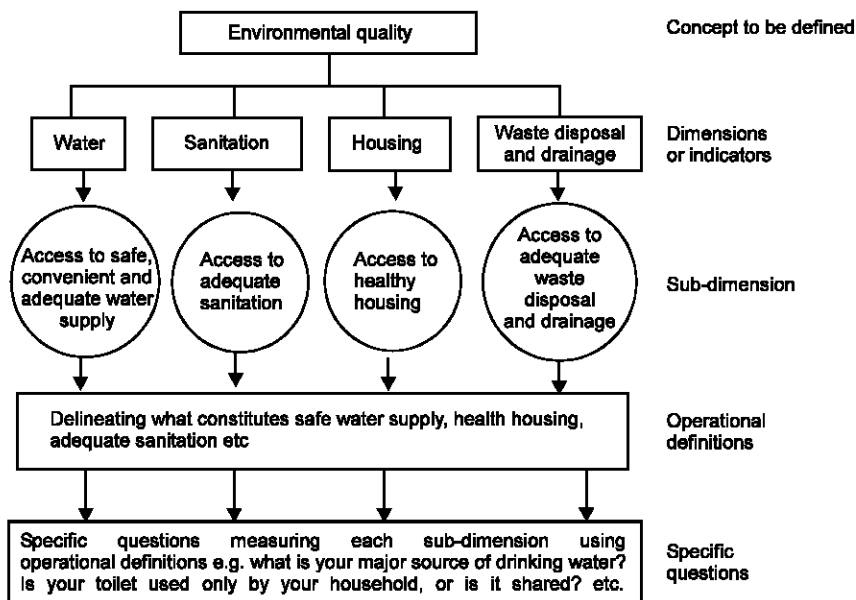 Environmental quality
Concept to be defined
Water
Sanitation
Housing
Waste disposal
and drainage
Dimensions
or indicators
Access to safe,
convenient and
adequate water
supply
Access to
adequate
sanitation
Access to
healthy
housing
Access to
adequate
waste
disposal
and drainage
Sub-dimension
Delineating what constitutes safe water supply, health housing,
adequate sanitation etc
Operational
definitions
Specific questions measuring each sub-dimension using
operational definitions e.g. what is your major source of drinking water?
Is your toilet used only by your household, or is it shared? etc.
Specific
questions